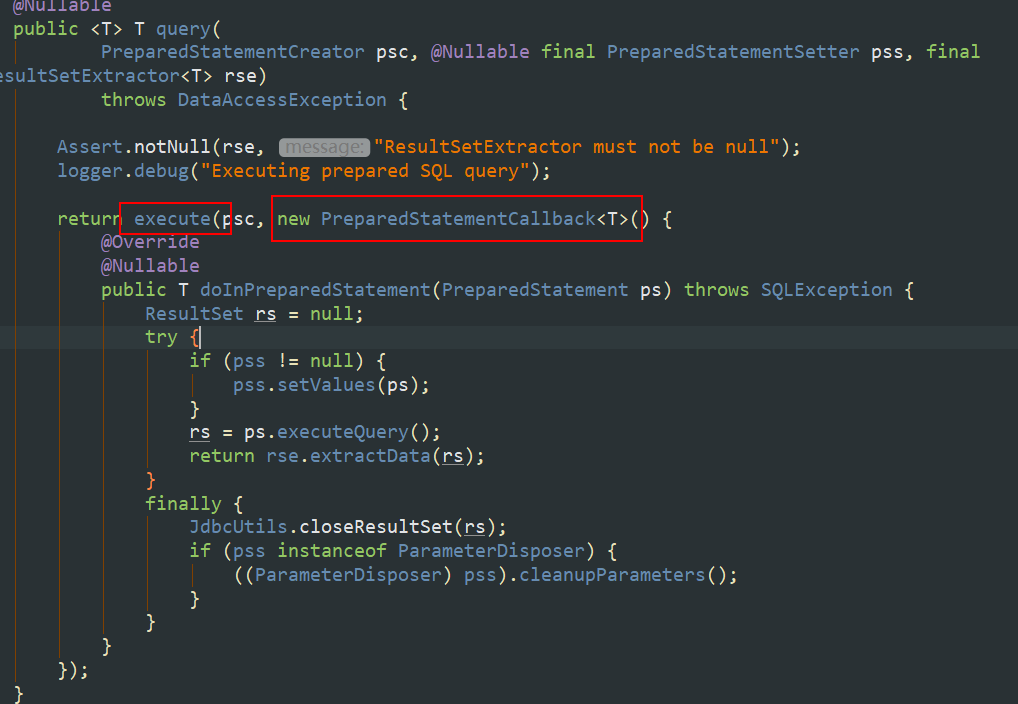 @Nullable
public <T> T query(
PreparedStatementCreator psc, @Nullable final PreparedStatementSetter pss, final
esultSetExtractor<T> rse)
throws DataAccessException {
Assert.notNull(rse, message: "ResultSetExtractor must not be null");
logger.debug("Executing prepared SQL query");
return execute(psc, new PreparedStatementCallback<T>() {
@Override
@Nullable
public T doInPreparedStatement(PreparedStatement ps) throws SQLException {
ResultSet rs = null;
try {
if (pss != null) {
pss.setValues(ps);
}
rs = ps.executeQuery();
return rse.extractData(rs);
}
finally {
JdbcUtils.closeResultSet(rs);
if (pss instanceof ParameterDisposer) {
((ParameterDisposer) pss).cleanupParameters();
}
}
}
});
}